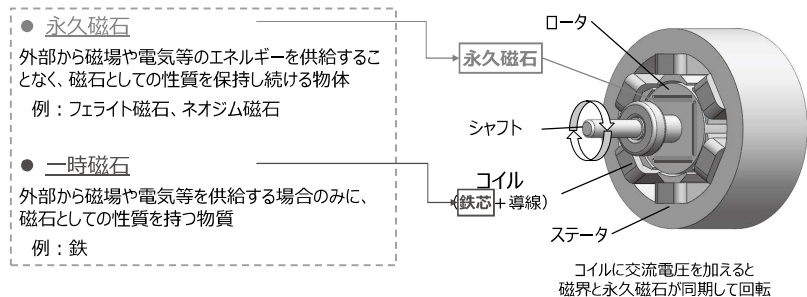 ● 永久磁石
外部から磁場や電気等のエネルギーを供給するこ
となく、磁石としての性質を保持し続ける物体
例：フェライト磁石、ネオジム磁石
● 一時磁石
外部から磁場や電気等を供給する場合のみに、
磁石としての性質を持つ物質
例：鉄
永久磁石
ロータ
シャフト
コイル
(鉄芯+導線)
ステータ
コイルに交流電圧を加えると
磁界と永久磁石が同期して回転